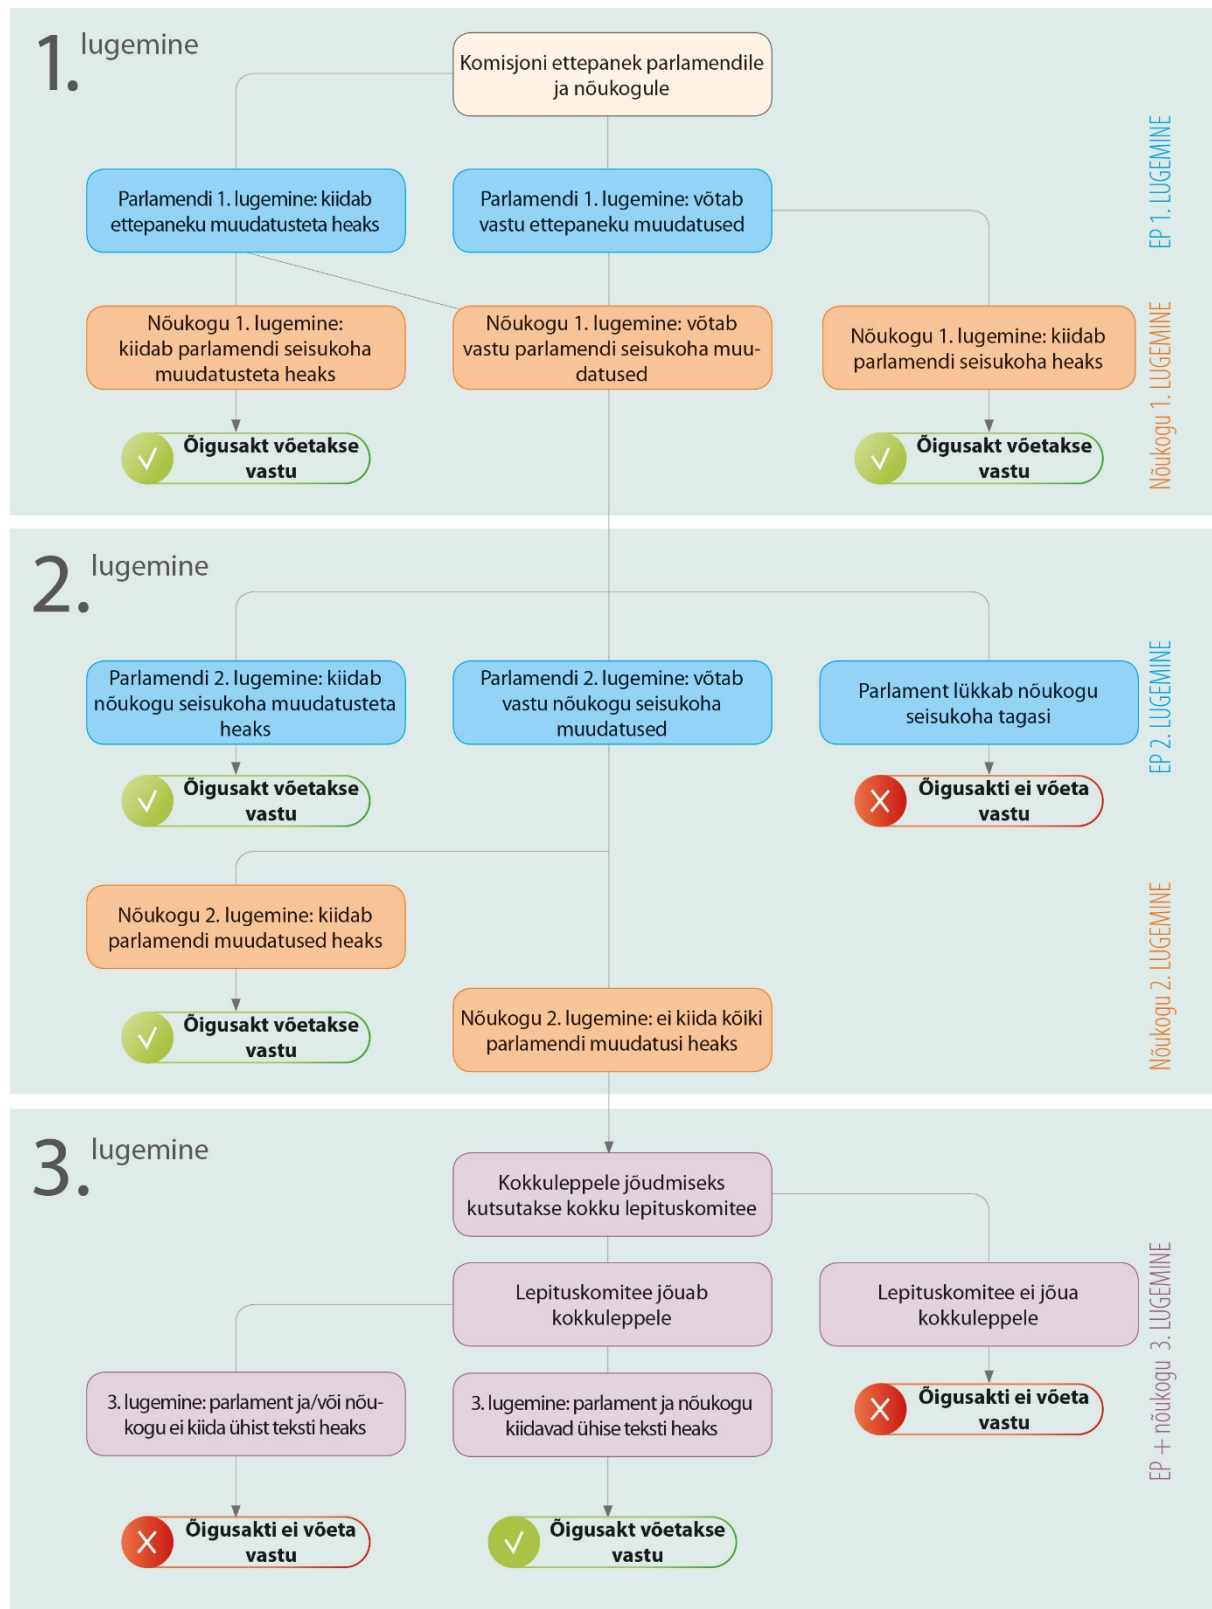 1. lugemine
Komisjoni ettepanek parlamendile
ja nõukogule
EP 1. LUGEMINE
Parlamendi 1. lugemine: kiidab
ettepaneku muudatusteta heaks
Parlamendi 1. lugemine: võtab
vastu ettepaneku muudatused
Nõukogu 1. LUGEMINE
Nõukogu 1. lugemine:
kiidab parlamendi seisukoha
muudatusteta heaks
Nõukogu 1. lugemine: võtab
vastu parlamendi seisukoha muu-
datused
Nõukogu 1. lugemine: kiidab
parlamendi seisukoha heaks
Õigusakt võetakse
vastu
Õigusakt võetakse
vastu
2. lugemine
EP 2. LUGEMINE
Parlamendi 2. lugemine: kiidab
nõukogu seisukoha muudatusteta
heaks
Parlamendi 2. lugemine: võtab
vastu nõukogu seisukoha
muudatused
Parlament lükkab nõukogu
seisukoha tagasi
Õigusakt võetakse
vastu
Õigusakti ei võeta
vastu
Nõukogu 2. LUGEMINE
Nõukogu 2. lugemine: kiidab
parlamendi muudatused heaks
Õigusakt võetakse
vastu
Nõukogu 2. lugemine: ei kiida kõiki
parlamendi muudatusi heaks
3. lugemine
Kokkuleppele jõudmiseks
kutsutakse kokku lepituskomitee
EP + nõukogu 3. LUGEMINE
Lepituskomitee jõuab
kokkuleppele
Lepituskomitee ei jõua
kokkuleppele
3. lugemine: parlament ja/või nõu-
kogu ei kiida ühist teksti heaks
3. lugemine: parlament ja nõukogu
kiidavad ühise teksti heaks
Õigusakti ei võeta
vastu
Õigusakti ei võeta
vastu
Õigusakt võetakse
vastu